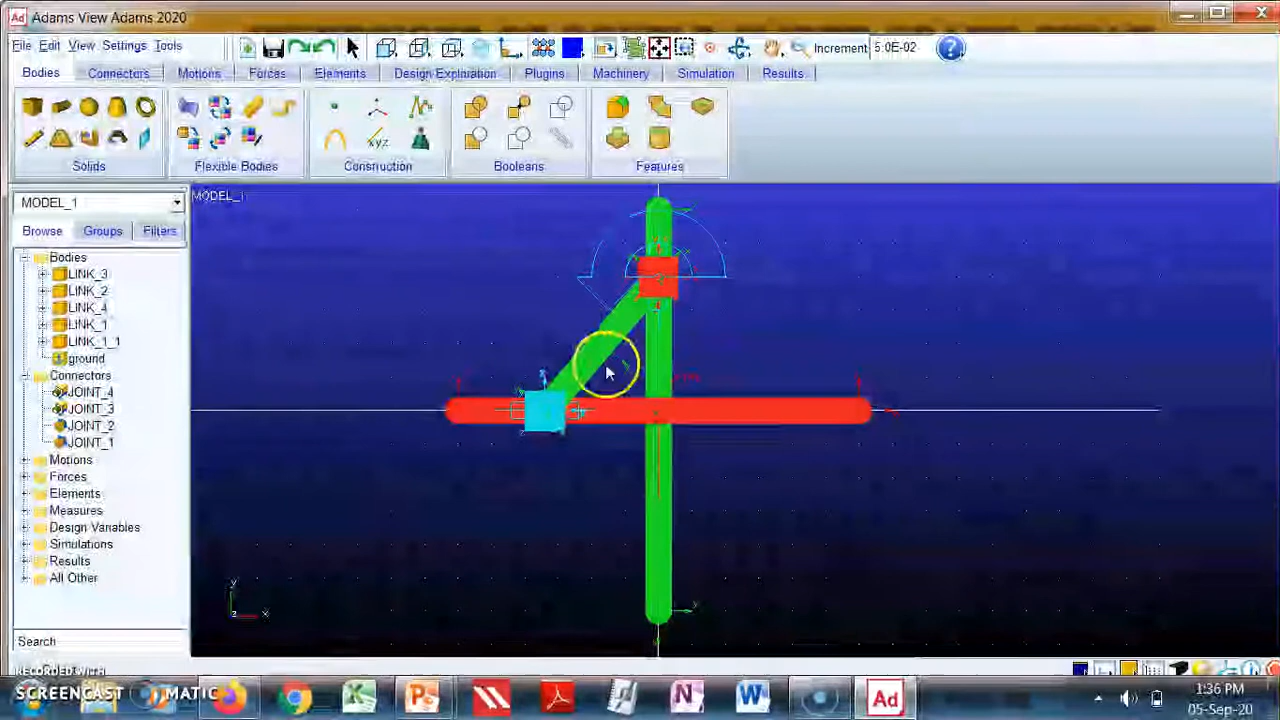 Ad Adams View Adams 2020
File Edit View Settings Tools
Increment 5.0E-02
Bodies Connectors Motions Forces Elements Design Exploration Plugins Machinery Simulation Results
xyz
Solids Flexible Bodies Construction Booleans Features
MODEL_1
MODEL_1
Browse Groups Filters
Bodies
LINK_3
LINK_2
LINK_4
LINK_1
LINK_1_1
ground
Connectors
JOINT_4
JOINT_3
JOINT_2
JOINT_1
Motions
Forces
Elements
Measures
Design Variables
Simulations
Results
All Other
y
z x
Search
RECORDED WITH
SCREENCAST MATIC
Ad
1:36 PM
05-Sep-20